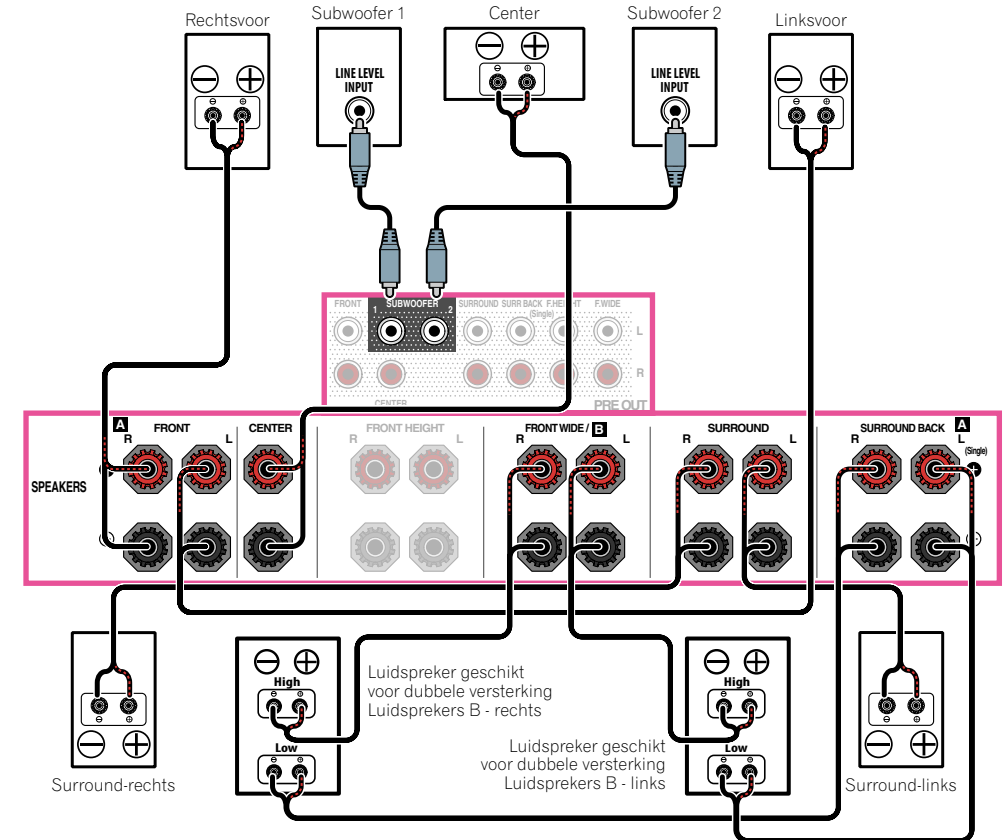 Rechtsvoor
Subwoofer 1
Center
Subwoofer 2
Linksvoor
LINE LEVEL
INPUT
LINE LEVEL
INPUT
FRONT
SUBWOOFER
1
2
SURROUND
SURR BACK
(Single)
F.HEIGHT
F.WIDE
L
R
CENTER
PRE OUT
SPEAKERS
A
R
FRONT
L
CENTER
FRONT HEIGHT
R
L
FRONT WIDE / B
R
L
SURROUND
R
L
SURROUND BACK
A
R
L
(Single)
High
Low
Luidspreker geschikt
voor dubbele versterking
Luidsprekers B - rechts
High
Low
Luidspreker geschikt
voor dubbele versterking
Luidsprekers B - links
Surround-rechts
Surround-links